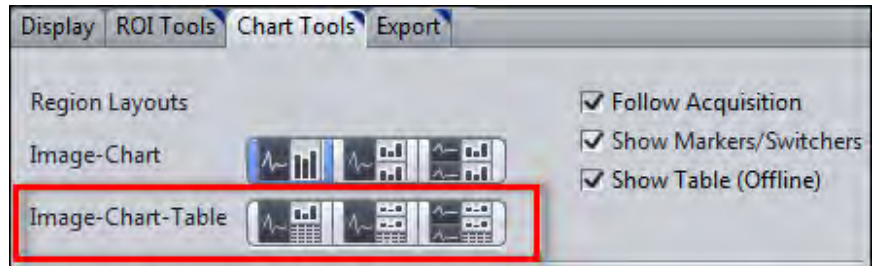 Display ROI Tools Chart Tools Export
Region Layouts
Follow Acquisition
Image-Chart
Show Markers/Switchers
Show Table (Offline)
Image-Chart-Table